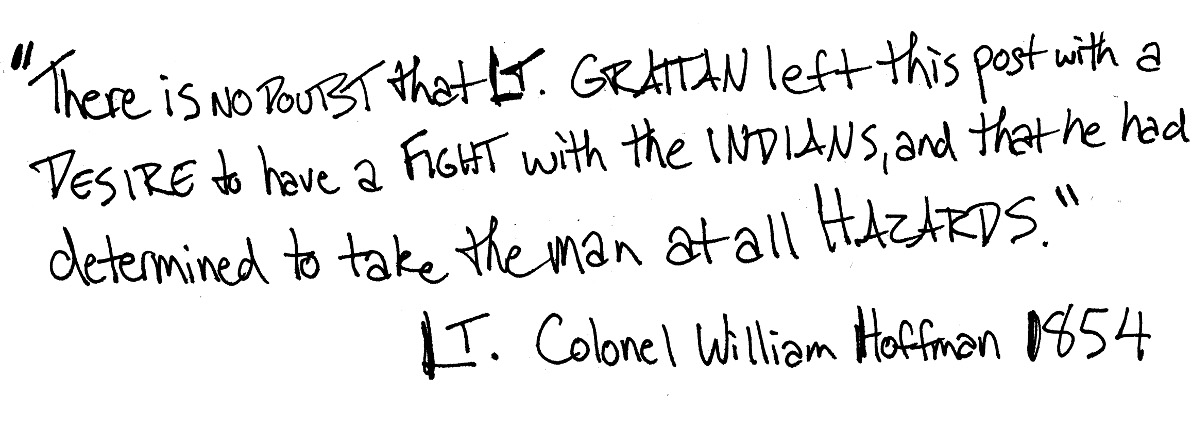 "There is NO DOUBT that LT. GRATTAN left this post with a
DESIRE to have a FIGHT with the INDIANS, and that he had
determined to take the man at all HAZARDS."
LT. Colonel William Hoffman 1854